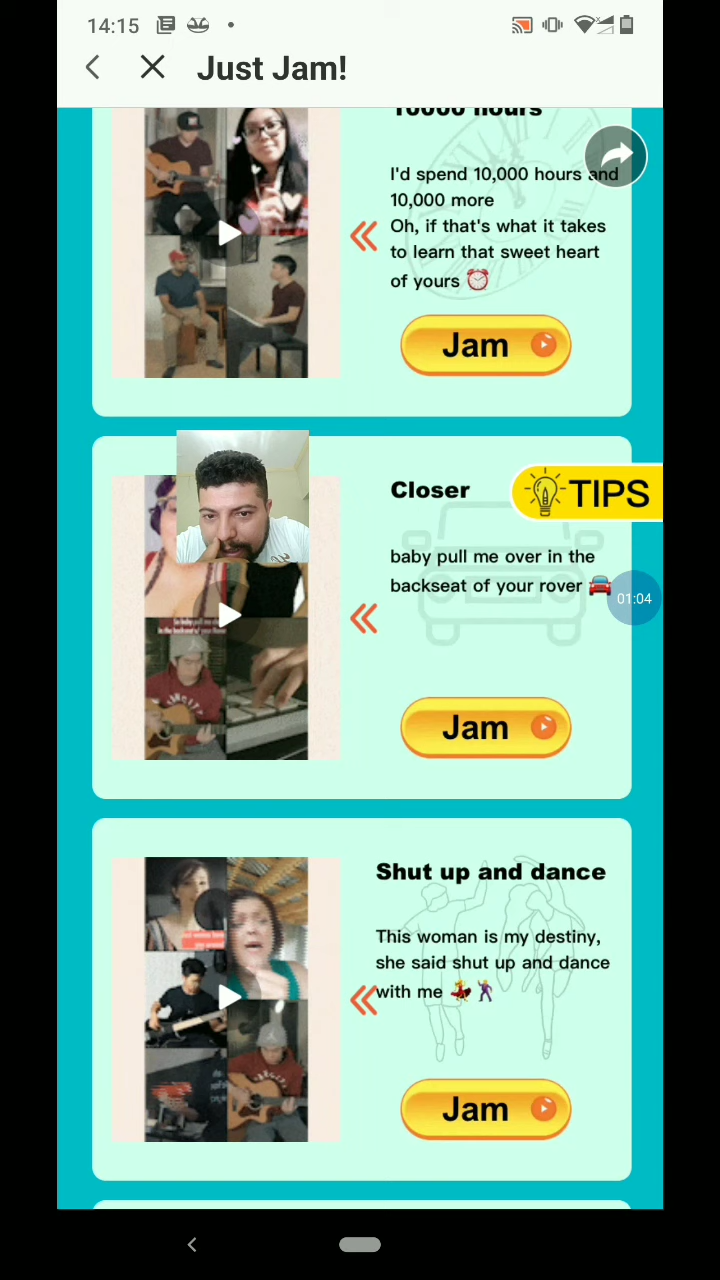 14:15
Just Jam!
10000 hours
I'd spend 10,000 hours and
10,000 more
Oh, if that's what it takes
to learn that sweet heart
of yours ⏰
Jam
Closer
TIPS
baby pull me over in the
backseat of your rover 🚘
01:04
Jam
Shut up and dance
This woman is my destiny,
she said shut up and dance
with me 💃🕺
Jam